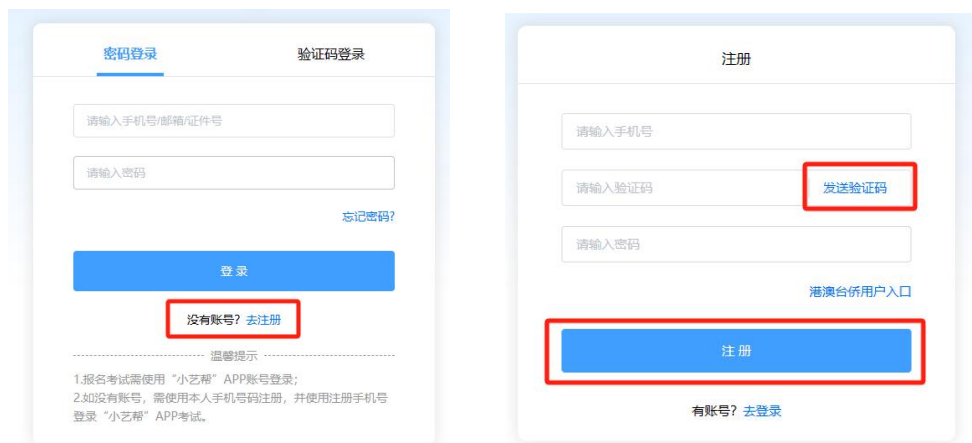 密码登录 验证码登录
请输入手机号/邮箱/证件号
请输入密码
忘记密码?
登 录
没有账号? 去注册
温馨提示
1.报名考试需使用“小艺帮”APP账号登录;
2.如没有账号，需使用本人手机号码注册，并使用注册手机号
登录“小艺帮”APP考试。
注册
请输入手机号
请输入验证码 发送验证码
请输入密码
港澳台侨用户入口
注 册
有账号? 去登录